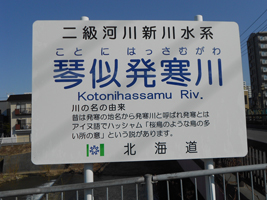 二級河川新川水系
ことにはっさむがわ
琴似発寒川
Kotonihassamu Riv.
川の名の由来
昔は発寒の地名から発寒川と呼ばれ発寒とは
アイヌ語でハッシャム「桜鳥のような鳥の多
い所の意」という説があります。
北海道